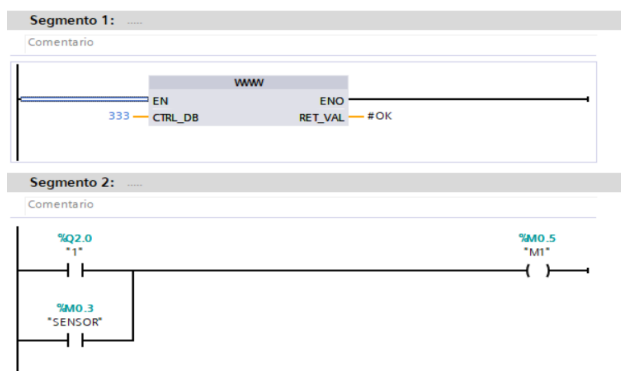 Segmento 1: .....
Comentario
WWW
EN ENO
333 CTRL_DB RET_VAL #OK
Segmento 2: .....
Comentario
%Q2.0 %M0.5
"1" "M1"
%M0.3
"SENSOR"